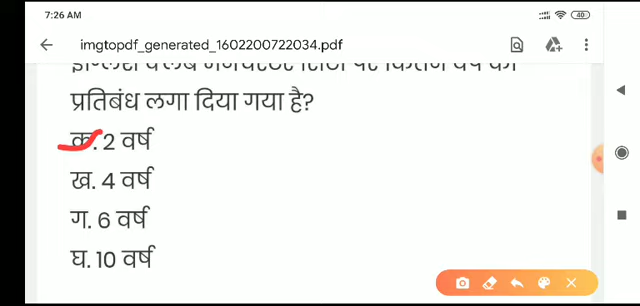 7:26 AM
40
imgtopdf_generated_1602200722034.pdf
प्रतिबंध लगा दिया गया है?
क. 2 वर्ष
ख. 4 वर्ष
ग. 6 वर्ष
घ. 10 वर्ष